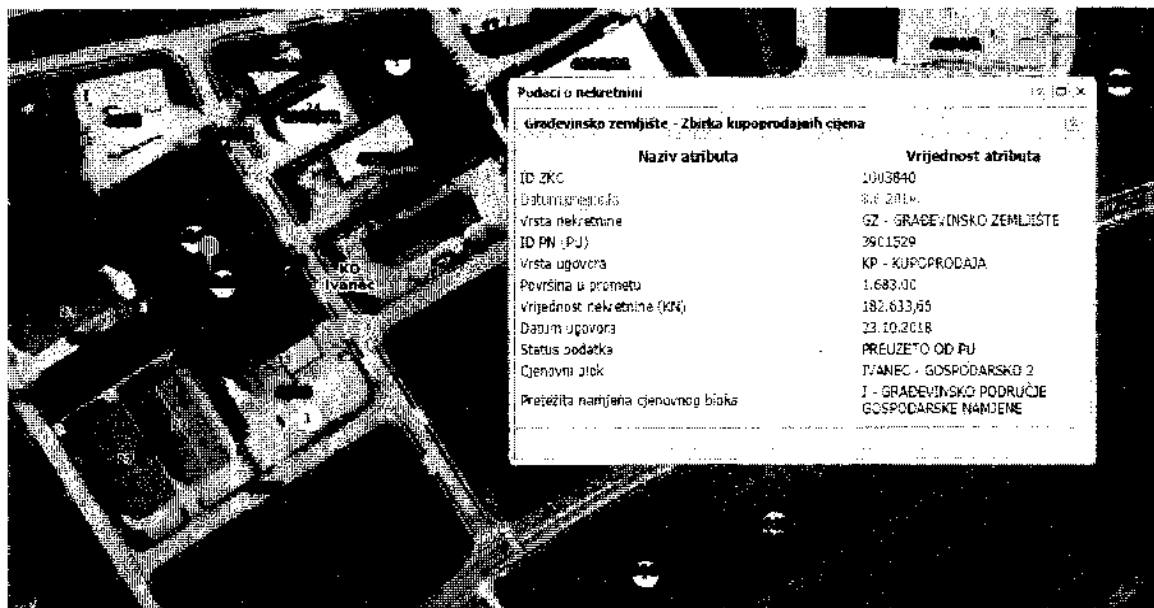 Podaci o nekretnini
Građevinsko zemljište - Zbirka kupoprodajnih cijena
Naziv atributa Vrijednost atributa
ID ZKC 1003840
Vrsta nekretnine GZ - GRAĐEVINSKO ZEMLJIŠTE
ID PN (PU) 3901529
Vrsta ugovora KP - KUPOPRODAJA
Površina u prometu 1.683,00
Vrijednost nekretnine (KN) 182.633,65
Datum ugovora 23.10.2018
Status podatka PREUZETO OD PU
Cjenovni blok IVANEC - GOSPODARSKO 2
Pretežita namjena cjenovnog bloka I - GRAĐEVINSKO PODRUČJE
GOSPODARSKE NAMJENE
KO
Ivanec